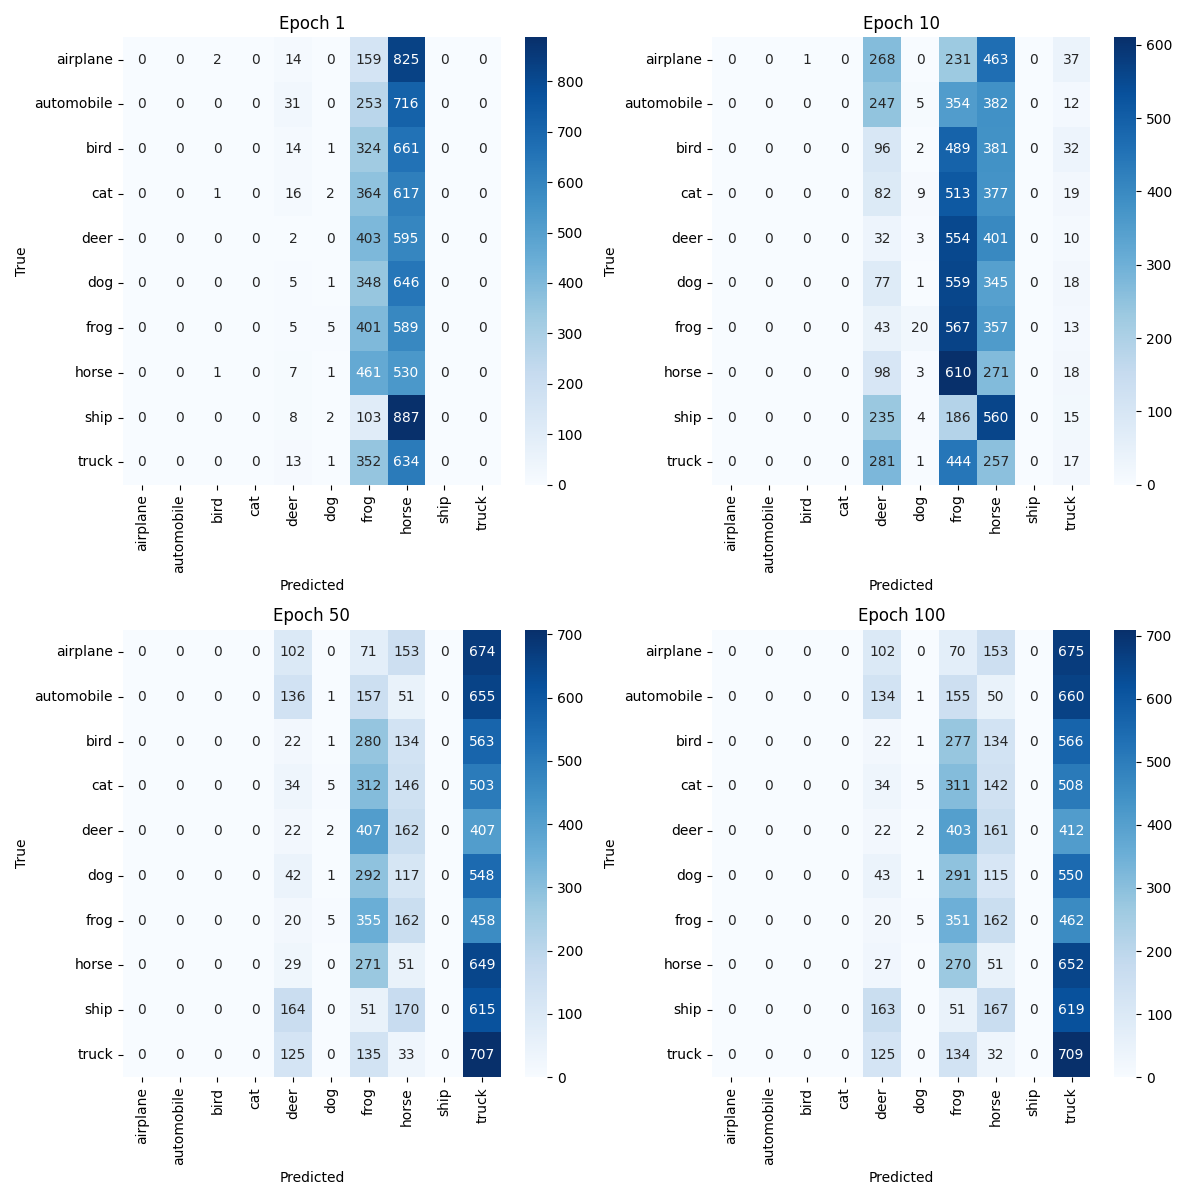 Epoch 1
True
airplane 0 0 2 0 14 0 159 825 0 0
automobile 0 0 0 0 31 0 253 716 0 0
bird 0 0 0 0 14 1 324 661 0 0
cat 0 0 1 0 16 2 364 617 0 0
deer 0 0 0 0 2 0 403 595 0 0
dog 0 0 0 0 5 1 348 646 0 0
frog 0 0 0 0 5 5 401 589 0 0
horse 0 0 1 0 7 1 461 530 0 0
ship 0 0 0 0 8 2 103 887 0 0
truck 0 0 0 0 13 1 352 634 0 0
airplane automobile bird cat deer dog frog horse ship truck
Predicted
800
700
600
500
400
300
200
100
0
Epoch 10
True
airplane 0 0 1 0 268 0 231 463 0 37
automobile 0 0 0 0 247 5 354 382 0 12
bird 0 0 0 0 96 2 489 381 0 32
cat 0 0 0 0 82 9 513 377 0 19
deer 0 0 0 0 32 3 554 401 0 10
dog 0 0 0 0 77 1 559 345 0 18
frog 0 0 0 0 43 20 567 357 0 13
horse 0 0 0 0 98 3 610 271 0 18
ship 0 0 0 0 235 4 186 560 0 15
truck 0 0 0 0 281 1 444 257 0 17
airplane automobile bird cat deer dog frog horse ship truck
Predicted
600
500
400
300
200
100
0
Epoch 50
True
airplane 0 0 0 0 102 0 71 153 0 674
automobile 0 0 0 0 136 1 157 51 0 655
bird 0 0 0 0 22 1 280 134 0 563
cat 0 0 0 0 34 5 312 146 0 503
deer 0 0 0 0 22 2 407 162 0 407
dog 0 0 0 0 42 1 292 117 0 548
frog 0 0 0 0 20 5 355 162 0 458
horse 0 0 0 0 29 0 271 51 0 649
ship 0 0 0 0 164 0 51 170 0 615
truck 0 0 0 0 125 0 135 33 0 707
airplane automobile bird cat deer dog frog horse ship truck
Predicted
700
600
500
400
300
200
100
0
Epoch 100
True
airplane 0 0 0 0 102 0 70 153 0 675
automobile 0 0 0 0 134 1 155 50 0 660
bird 0 0 0 0 22 1 277 134 0 566
cat 0 0 0 0 34 5 311 142 0 508
deer 0 0 0 0 22 2 403 161 0 412
dog 0 0 0 0 43 1 291 115 0 550
frog 0 0 0 0 20 5 351 162 0 462
horse 0 0 0 0 27 0 270 51 0 652
ship 0 0 0 0 163 0 51 167 0 619
truck 0 0 0 0 125 0 134 32 0 709
airplane automobile bird cat deer dog frog horse ship truck
Predicted
700
600
500
400
300
200
100
0